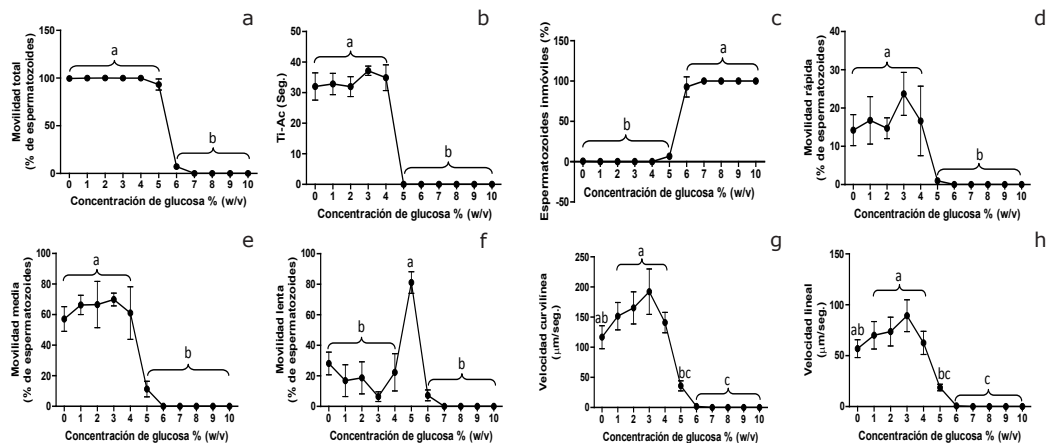 a
Movilidad total
(% de espermatozoides)
150
100
50
0
a
b
0 1 2 3 4 5 6 7 8 9 10
Concentración de glucosa % (w/v)
b
Ti-Ac (Seg.)
50
40
30
20
10
0
a
b
0 1 2 3 4 5 6 7 8 9 10
Concentración de glucosa % (w/v)
c
Espermatozoides inmóviles (%)
150
100
50
0
-50
a
b
0 1 2 3 4 5 6 7 8 9 10
Concentración de glucosa % (w/v)
d
Movilidad rápida
(% de espermatozoides)
40
30
20
10
0
a
b
0 1 2 3 4 5 6 7 8 9 10
Concentración de glucosa % (w/v)
e
Movilidad media
(% de espermatozoides)
100
80
60
40
20
0
a
b
0 1 2 3 4 5 6 7 8 9 10
Concentración de glucosa % (w/v)
f
Movilidad lenta
(% de espermatozoides)
100
80
60
40
20
0
b
a
b
0 1 2 3 4 5 6 7 8 9 10
Concentración de glucosa % (w/v)
g
Velocidad curvilínea
(µm/seg.)
250
200
150
100
50
0
ab
a
bc
c
0 1 2 3 4 5 6 7 8 9 10
Concentración de glucosa % (w/v)
h
Velocidad lineal
(µm/seg.)
150
100
50
0
ab
a
bc
c
0 1 2 3 4 5 6 7 8 9 10
Concentración de glucosa % (w/v)